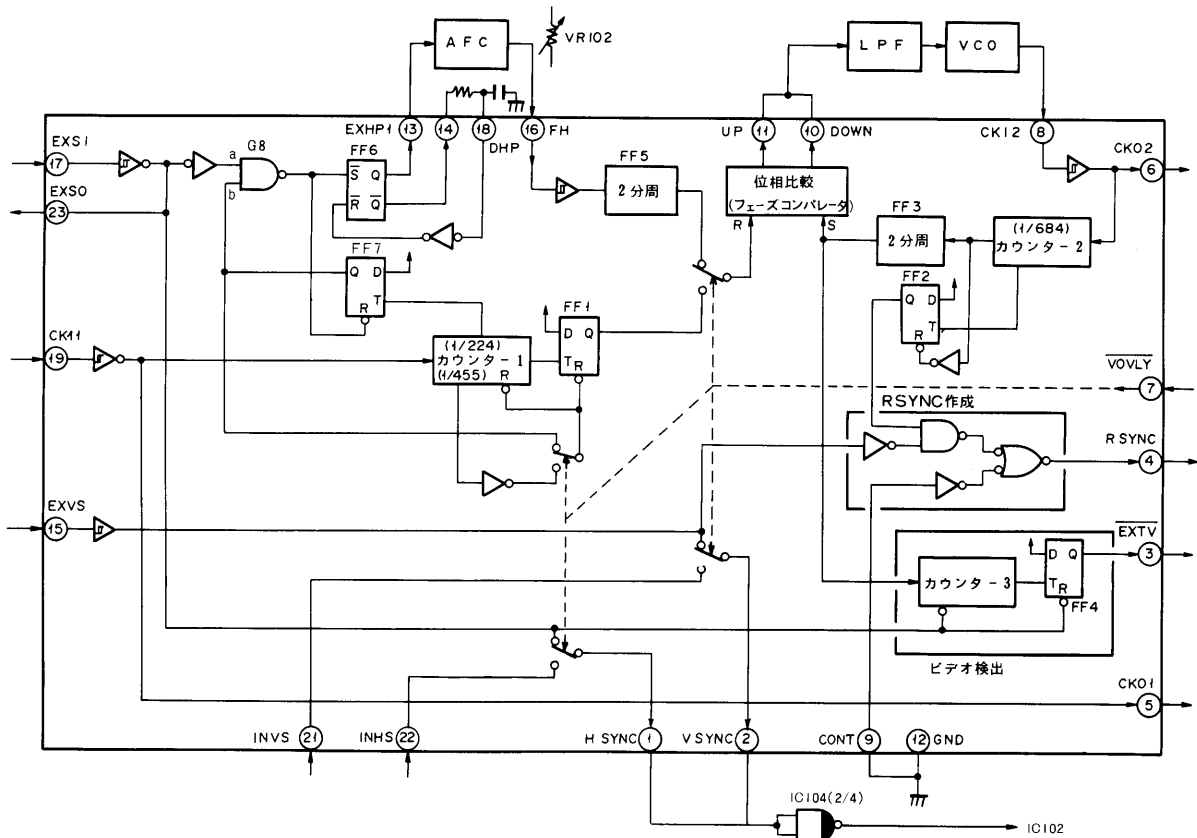 AFC
VR102
LPF
VCO
EXHP1
13
14
18
DHP
16
FH
UP
11
10
DOWN
CKI2
8
EXSI
17
a
G8
b
FF6
S̅ Q
R̅ Q̅
FF5
2分周
位相比較
(フェーズコンパレータ)
R
S
FF3
2分周
(1/684)
カウンター2
CK02
6
EXSO
23
FF7
Q D
R T
FF2
Q D
R T
CK11
19
(1/224)
カウンター1
(1/455)
R
FF1
D Q
T R
VOVLY
7
RSYNC作成
RSYNC
4
EXVS
15
EXTV
3
カウンター3
D Q
T R
FF4
ビデオ検出
CK01
5
INVS
21
INHS
22
H SYNC
1
V SYNC
2
CONT
9
12
GND
IC104(2/4)
IC102